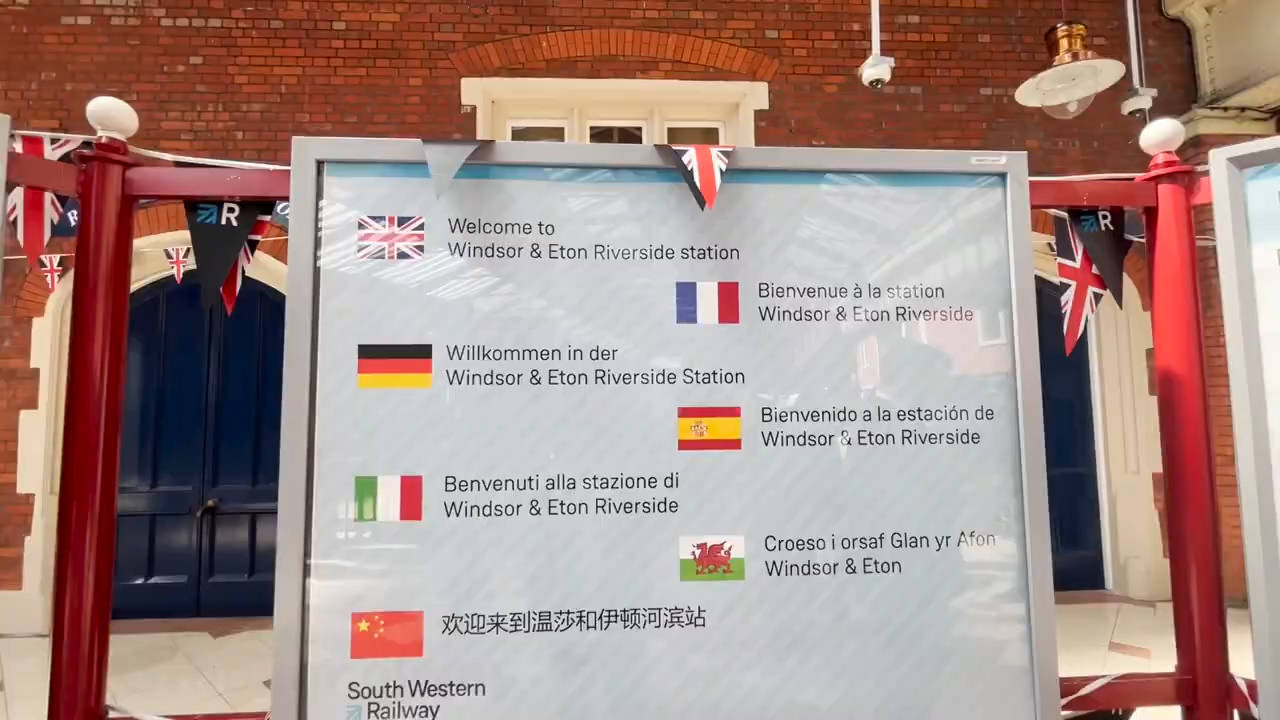 Welcome to
Windsor & Eton Riverside station
Bienvenue à la station
Windsor & Eton Riverside
Willkommen in der
Windsor & Eton Riverside Station
Bienvenido a la estación de
Windsor & Eton Riverside
Benvenuti alla stazione di
Windsor & Eton Riverside
Croeso i orsaf Glan yr Afon
Windsor & Eton
欢迎来到温莎和伊顿河滨站
South Western
Railway
R
R